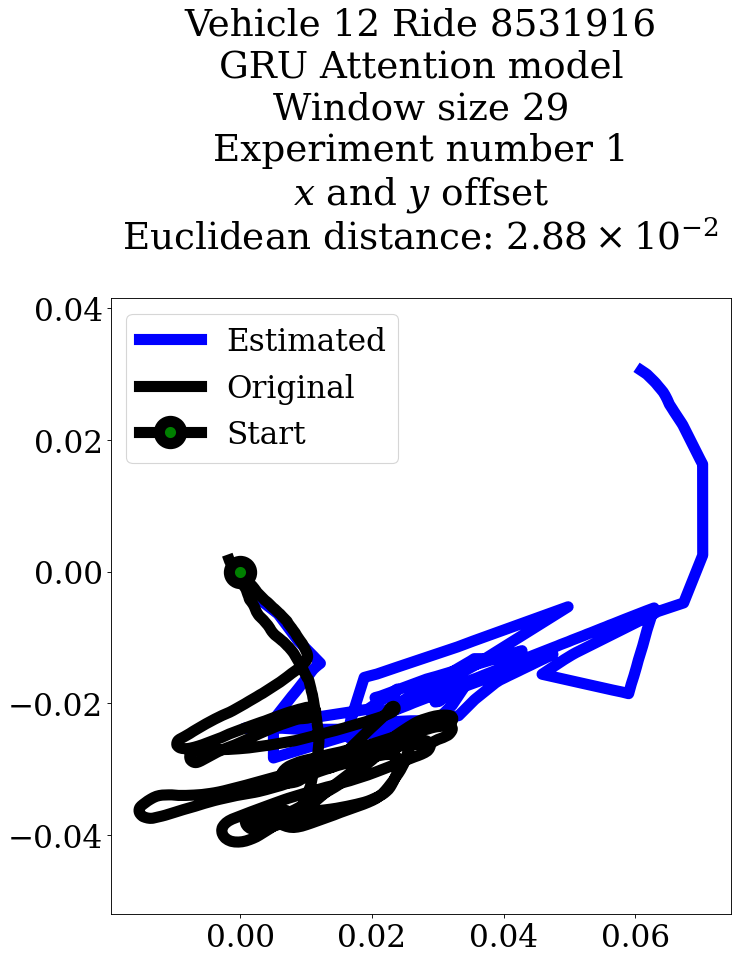 Vehicle 12 Ride 8531916
GRU Attention model
Window size 29
Experiment number 1
x and y offset
Euclidean distance: 2.88 × 10⁻²
0.04
0.02
0.00
−0.02
−0.04
Estimated
Original
Start
0.00 0.02 0.04 0.06